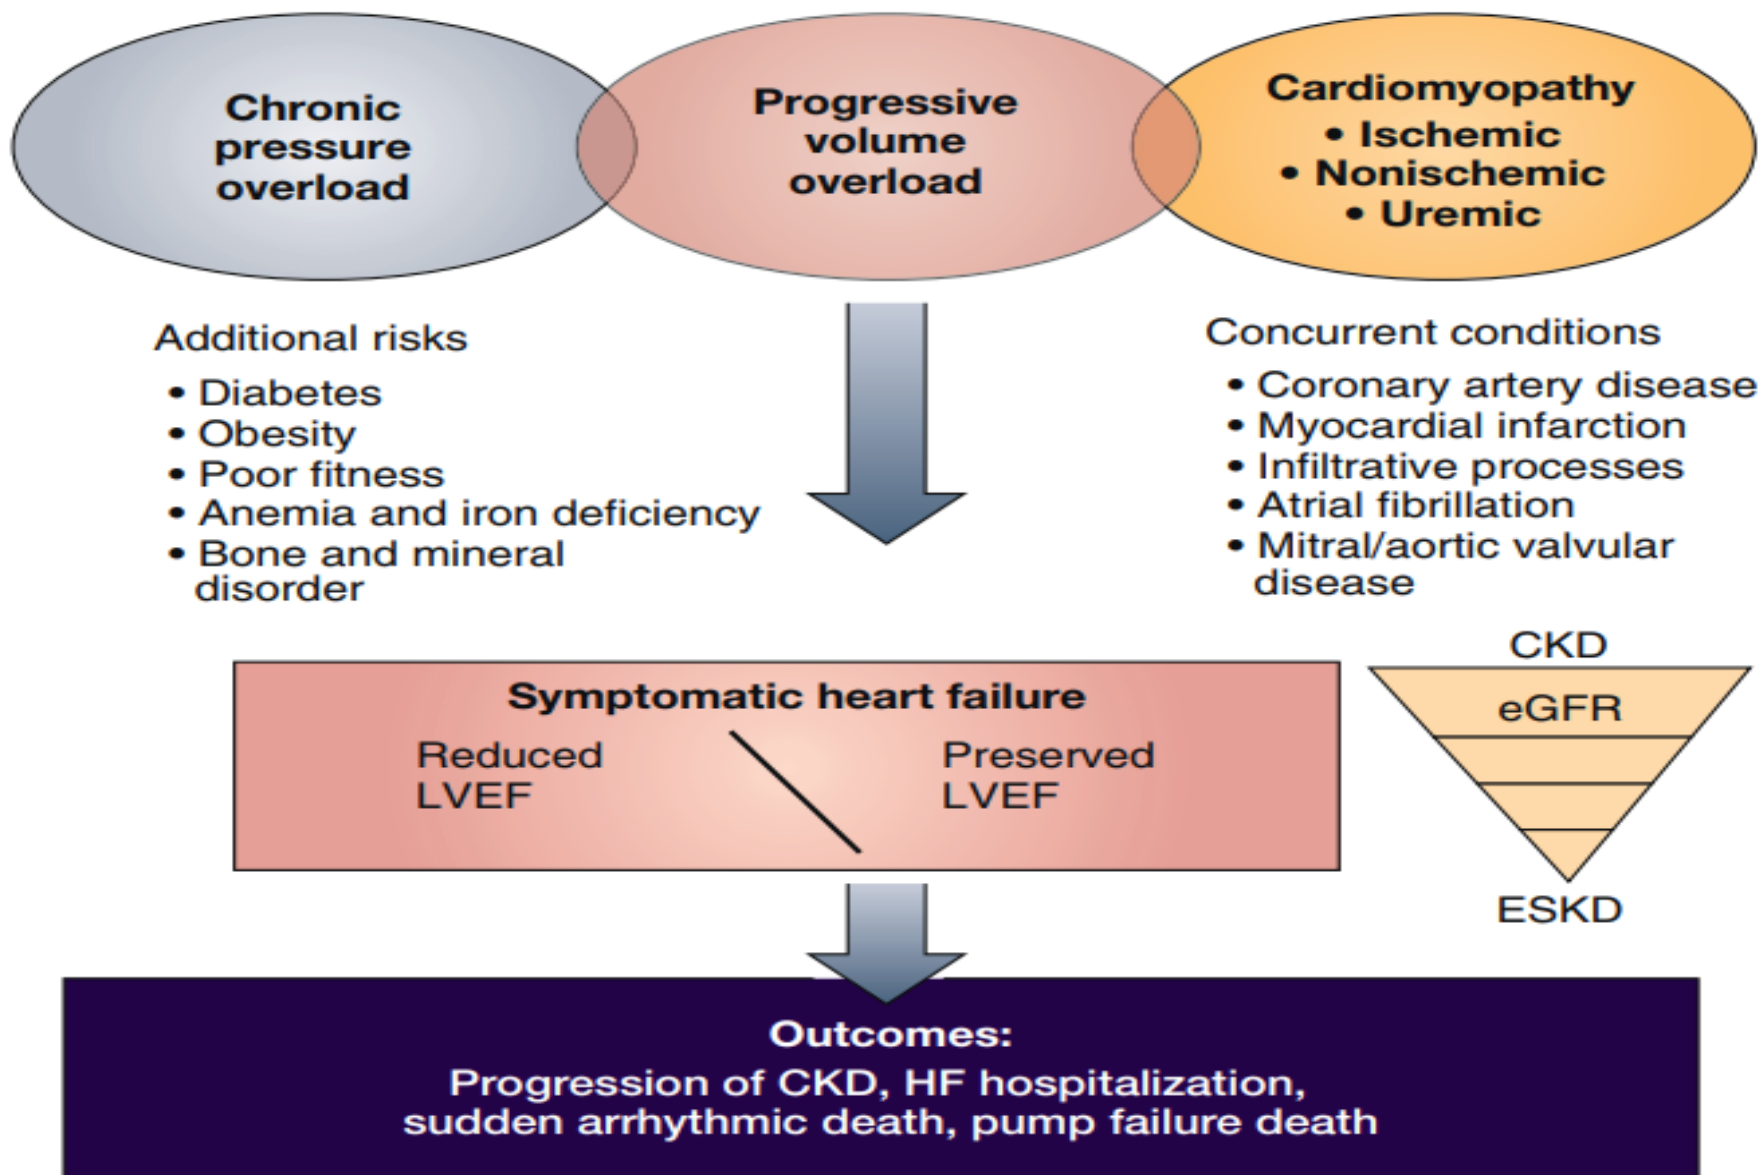 Chronic
pressure
overload
Progressive
volume
overload
Cardiomyopathy
• Ischemic
• Nonischemic
• Uremic
Additional risks
• Diabetes
• Obesity
• Poor fitness
• Anemia and iron deficiency
• Bone and mineral
disorder
Concurrent conditions
• Coronary artery disease
• Myocardial infarction
• Infiltrative processes
• Atrial fibrillation
• Mitral/aortic valvular
disease
Symptomatic heart failure
Reduced
LVEF
Preserved
LVEF
CKD
eGFR
ESKD
Outcomes:
Progression of CKD, HF hospitalization,
sudden arrhythmic death, pump failure death